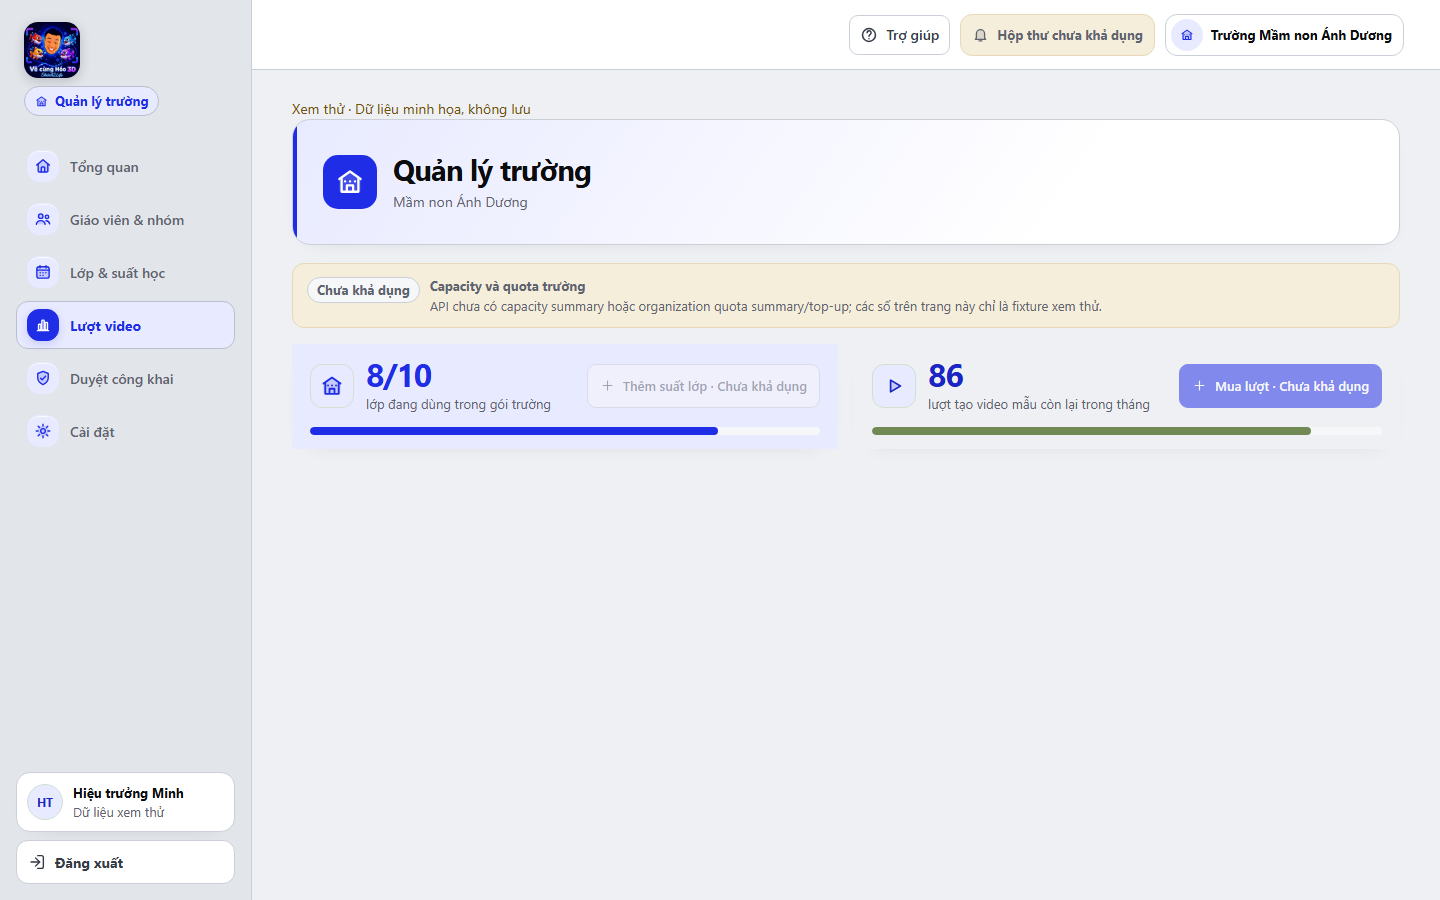 Vẽ cùng Hảo 3D
Quản lý trường
Tổng quan
Giáo viên & nhóm
Lớp & suất học
Lượt video
Duyệt công khai
Cài đặt
HT
Hiệu trưởng Minh
Dữ liệu xem thử
Đăng xuất
Trợ giúp
Hộp thư chưa khả dụng
Trường Mầm non Ánh Dương
Xem thử · Dữ liệu minh họa, không lưu
Quản lý trường
Mầm non Ánh Dương
Chưa khả dụng
Capacity và quota trường
API chưa có capacity summary hoặc organization quota summary/top-up; các số trên trang này chỉ là fixture xem thử.
8/10
lớp đang dùng trong gói trường
Thêm suất lớp · Chưa khả dụng
86
lượt tạo video mẫu còn lại trong tháng
Mua lượt · Chưa khả dụng